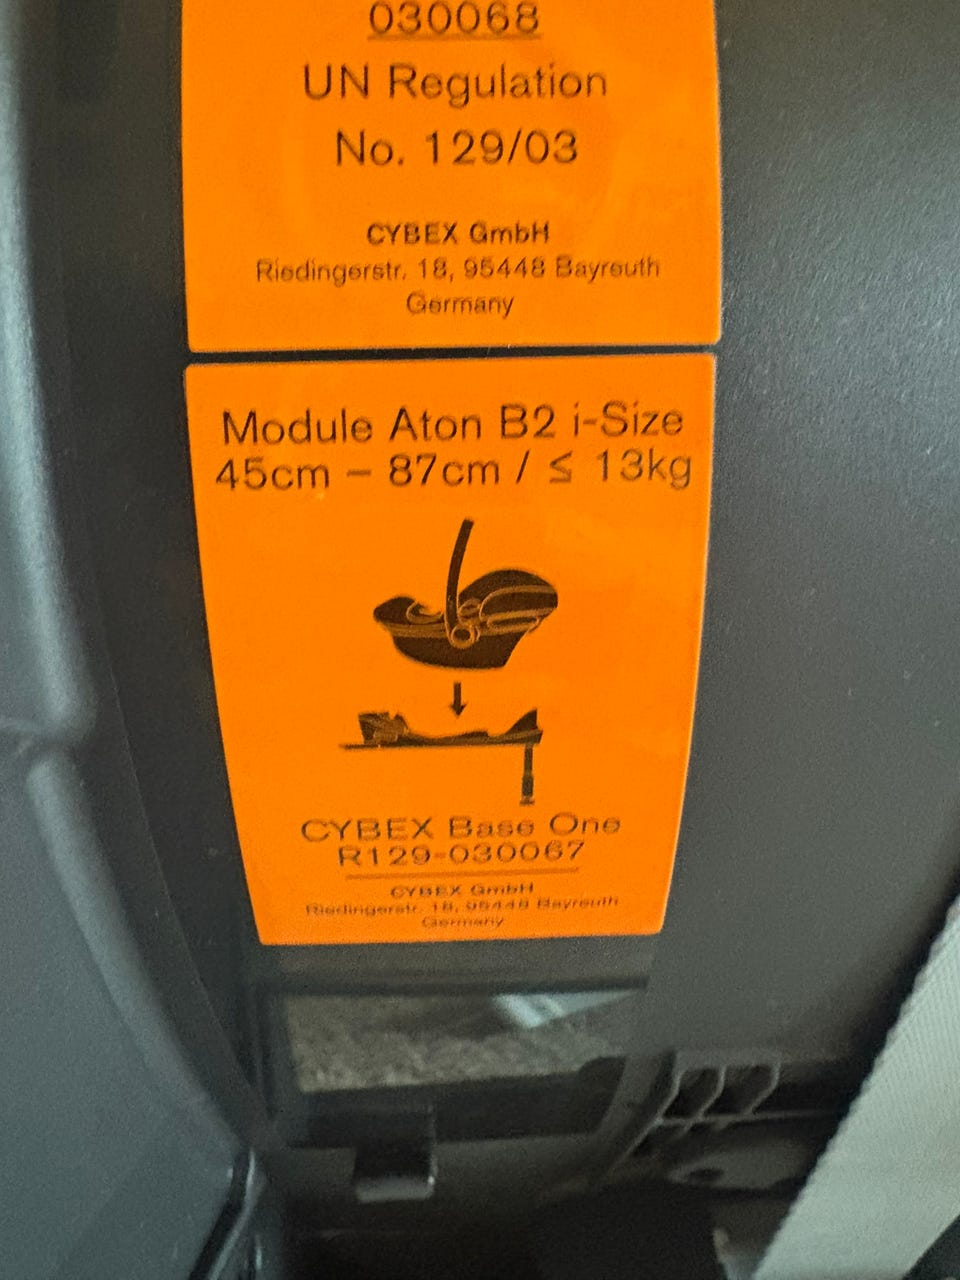 030068
UN Regulation
No. 129/03
CYBEX GmbH
Riedingerstr. 18, 95448 Bayreuth
Germany
Module Aton B2 i-Size
45cm – 87cm / ≤ 13kg
CYBEX Base One
R129-030067
CYBEX GmbH
Riedingerstr. 18, 95448 Bayreuth
Germany